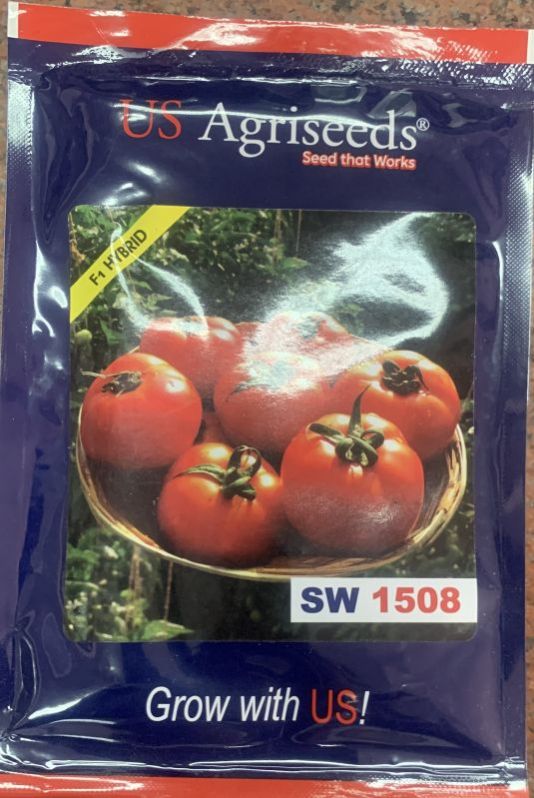 US Agriseeds®
Seed that Works
F1 HYBRID
SW 1508
Grow with US!